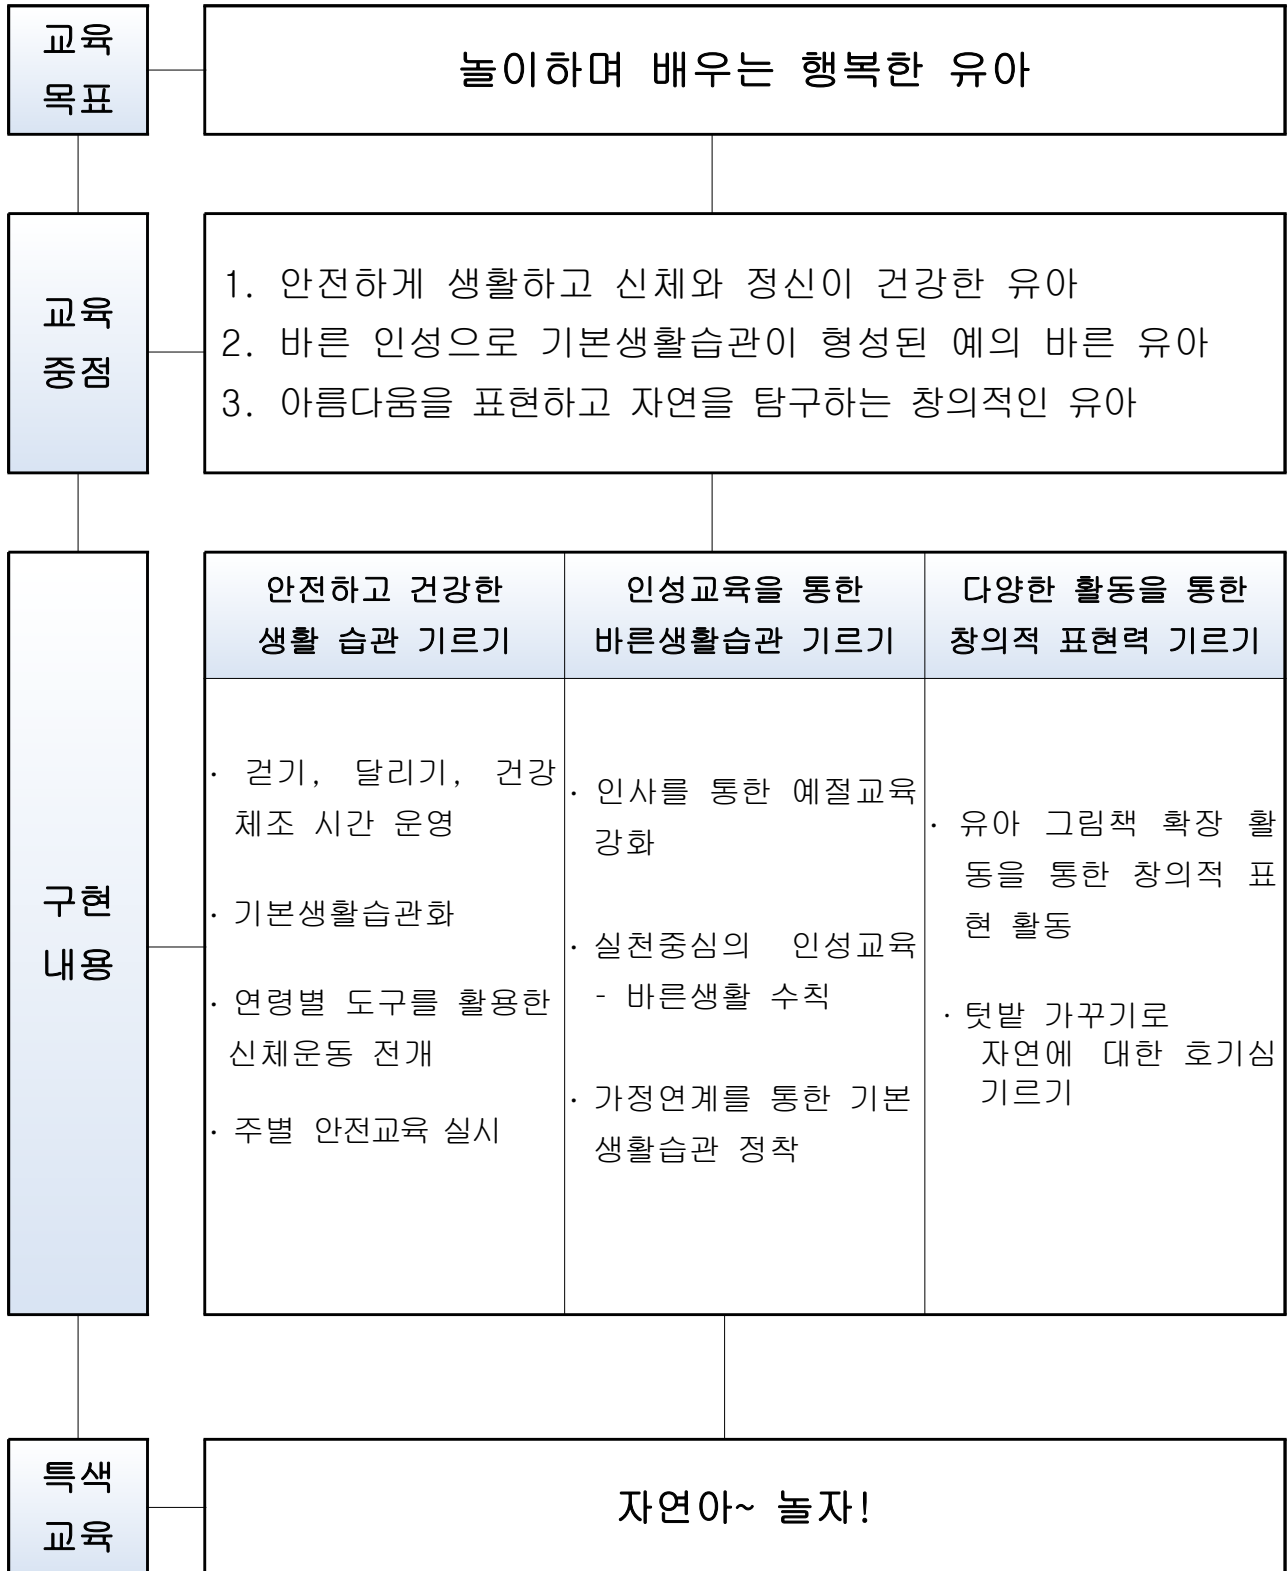 교육
목표
놀이하며 배우는 행복한 유아
교육
중점
1. 안전하게 생활하고 신체와 정신이 건강한 유아
2. 바른 인성으로 기본생활습관이 형성된 예의 바른 유아
3. 아름다움을 표현하고 자연을 탐구하는 창의적인 유아
구현
내용
안전하고 건강한
생활 습관 기르기
· 걷기, 달리기, 건강
체조 시간 운영
· 기본생활습관화
· 연령별 도구를 활용한
신체운동 전개
· 주별 안전교육 실시
인성교육을 통한
바른생활습관 기르기
· 인사를 통한 예절교육
강화
· 실천중심의 인성교육
- 바른생활 수칙
· 가정연계를 통한 기본
생활습관 정착
다양한 활동을 통한
창의적 표현력 기르기
· 유아 그림책 확장 활
동을 통한 창의적 표
현 활동
· 텃밭 가꾸기로
자연에 대한 호기심
기르기
특색
교육
자연아~ 놀자!